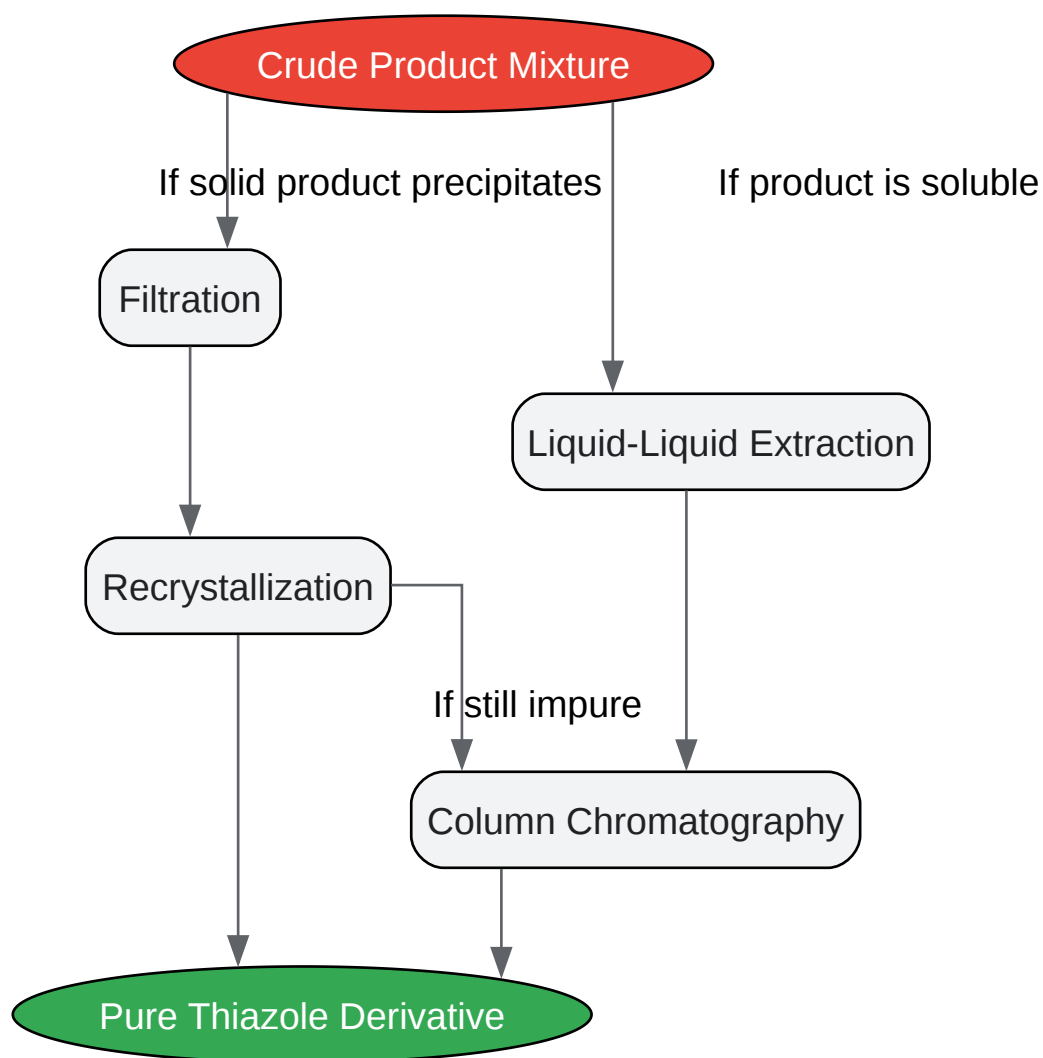 Crude Product Mixture
If solid product precipitates
If product is soluble
Filtration
Liquid-Liquid Extraction
Recrystallization
If still impure
Column Chromatography
Pure Thiazole Derivative